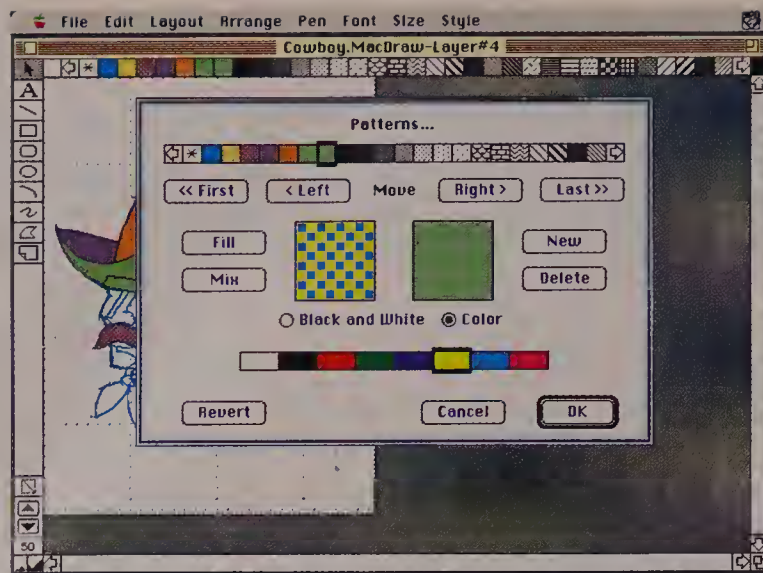 File Edit Layout Arrange Pen Font Size Style
Cowboy.MacDraw-Layer#4
A
Patterns...
<< First < Left Move Right > Last >>
Fill New
Mix Delete
Black and White Color
Revert Cancel OK
50